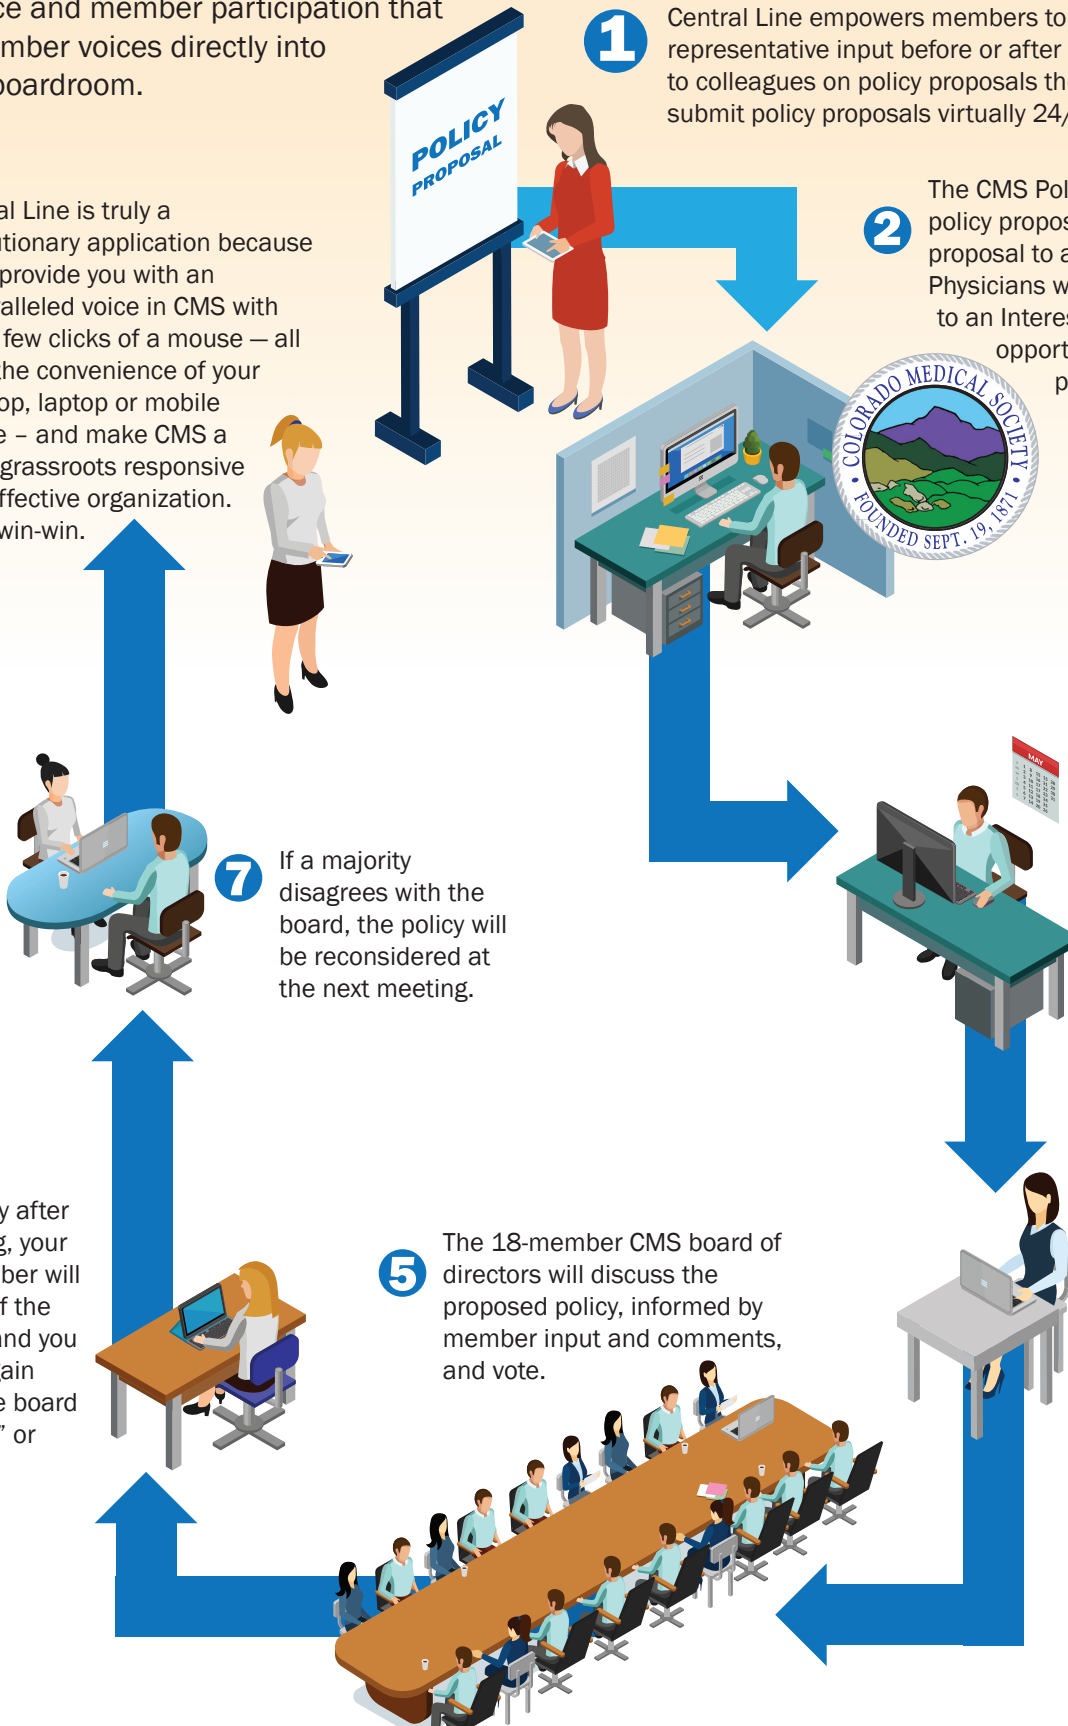 ce and member participation that
mber voices directly into
boardroom.
1
Central Line empowers members to
representative input before or after
to colleagues on policy proposals the
submit policy proposals virtually 24/
POLICY
PROPOSAL
2
The CMS Pol
policy propos
proposal to a
Physicians w
to an Interes
opport
p
al Line is truly a
utionary application because
provide you with an
ralleled voice in CMS with
few clicks of a mouse — all
the convenience of your
op, laptop or mobile
e – and make CMS a
grassroots responsive
ffective organization.
win-win.
COLORADO MEDICAL SOCIETY
FOUNDED SEPT. 19, 1871
MAY
7
If a majority
disagrees with the
board, the policy will
be reconsidered at
the next meeting.
y after
g, your
ber will
f the
and you
gain
e board
” or
5
The 18-member CMS board of
directors will discuss the
proposed policy, informed by
member input and comments,
and vote.